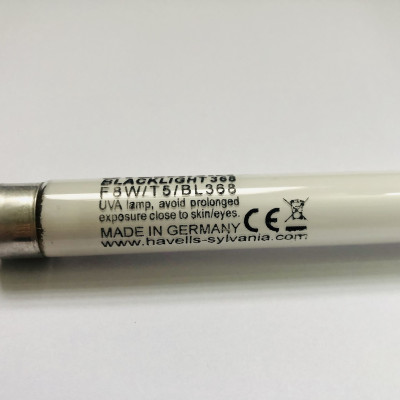 BLACKLIGHT 368
F8W/T5/BL368
UVA lamp, avoid prolonged
exposure close to skin/eyes.
CE
MADE IN GERMANY
www.havells-sylvania.com